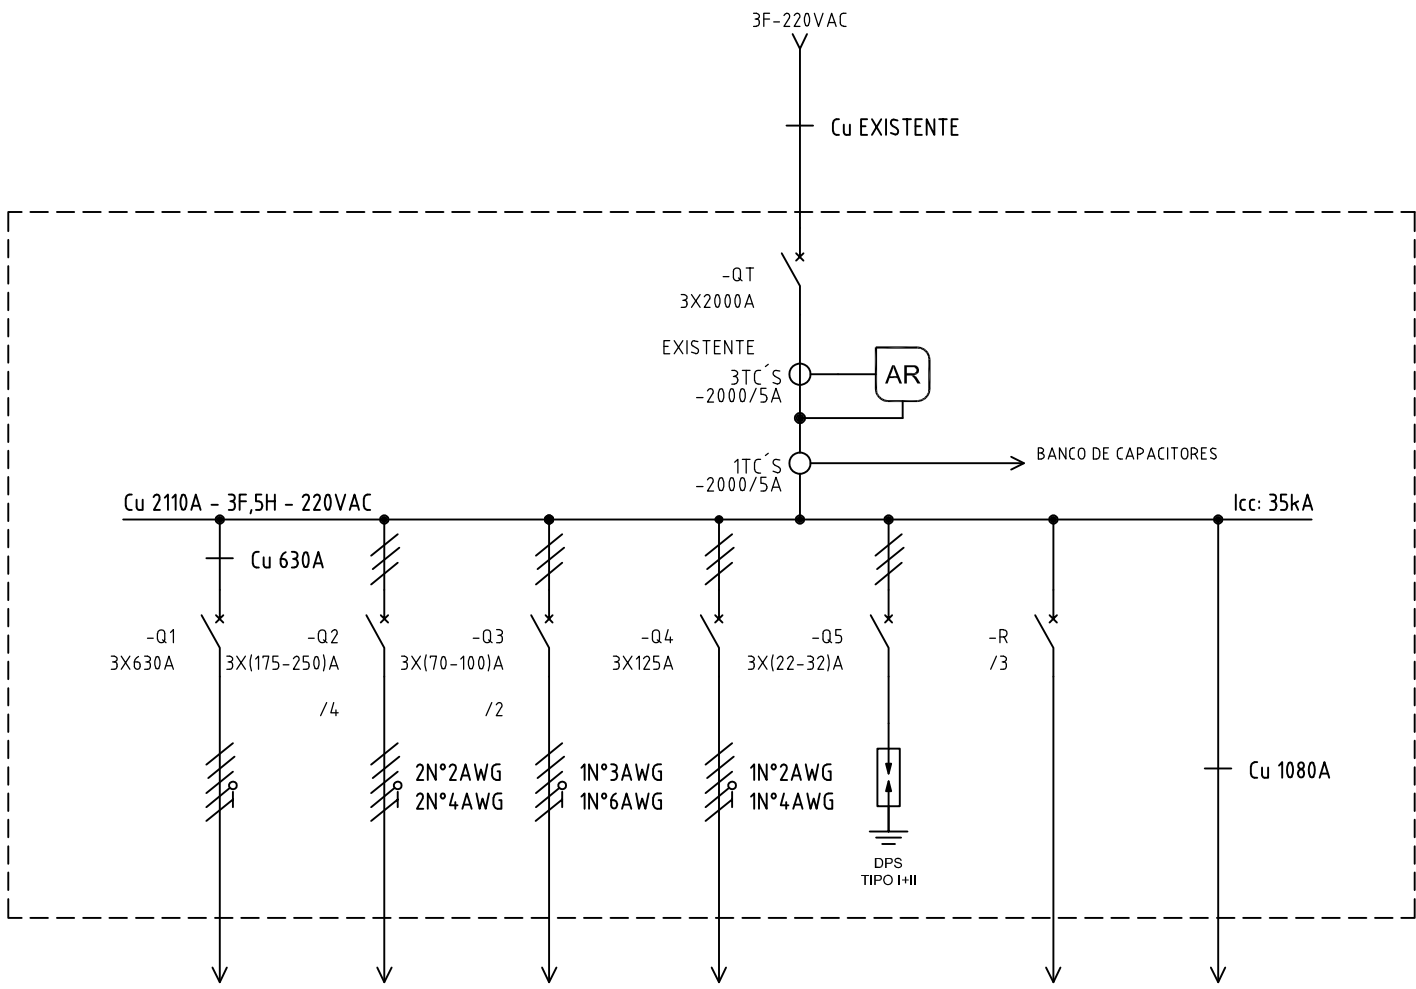 3F-220VAC
Cu EXISTENTE
-QT
3X2000A
EXISTENTE
3TC´S
-2000/5A
AR
1TC´S
-2000/5A
BANCO DE CAPACITORES
Cu 2110A - 3F,5H - 220VAC
Icc: 35kA
Cu 630A
-Q1
3X630A
-Q2
3X(175-250)A
/4
-Q3
3X(70-100)A
/2
-Q4
3X125A
-Q5
3X(22-32)A
-R
/3
2N°2AWG
2N°4AWG
1N°3AWG
1N°6AWG
1N°2AWG
1N°4AWG
Cu 1080A
DPS
TIPO I+II